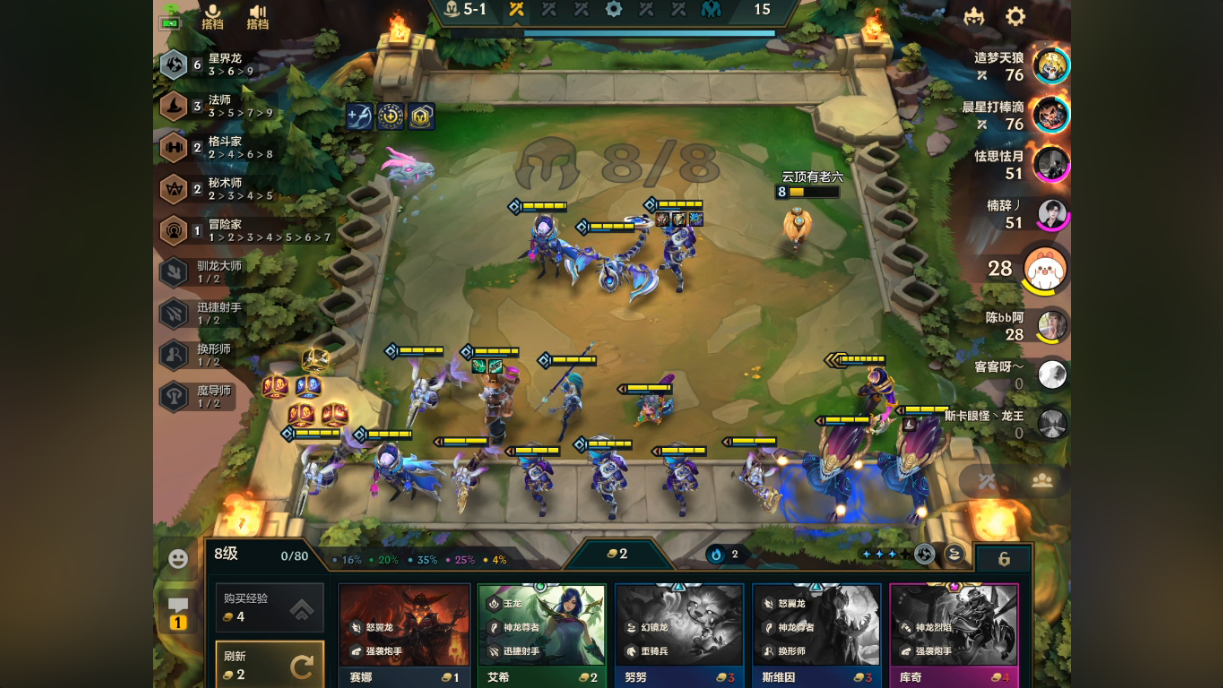 搭档
搭档
5-1
15
6
星界龙
3 > 6 > 9
3
法师
3 > 5 > 7 > 9
2
格斗家
2 > 4 > 6 > 8
2
秘术师
2 > 3 > 4 > 5
1
冒险家
1 > 2 > 3 > 4 > 5 > 6 > 7
驯龙大师
1 / 2
迅捷射手
1 / 2
换形师
1 / 2
魔导师
1 / 2
8/8
云顶有老六
8
造梦天狼
76
晨星打棒滴
76
怯思怯月
51
楠辞丿
51
28
陈bb阿
28
客客呀～
0
斯卡眼怪丶龙王
0
8级
0/80
16%
20%
35%
25%
4%
2
2
6
1
购买经验
4
刷新
2
怒翼龙
强袭炮手
赛娜
1
玉龙
神龙尊者
迅捷射手
艾希
2
幻镜龙
重骑兵
努努
3
怒翼龙
神龙尊者
换形师
斯维因
3
神龙烈焰
强袭炮手
库奇
4